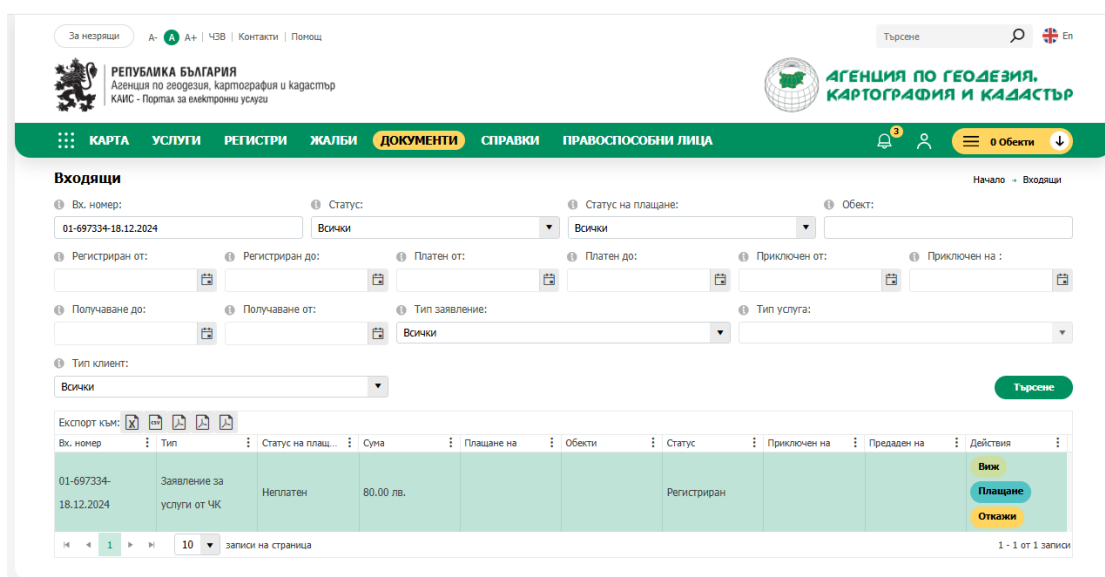 За незрящи A- A A+ | ЧЗВ | Контакти | Помощ Търсене En
РЕПУБЛИКА БЪЛГАРИЯ
Агенция по геодезия, картография и кадастър
КАИС - Портал за електронни услуги
АГЕНЦИЯ ПО ГЕОДЕЗИЯ,
КАРТОГРАФИЯ И КАДАСТЪР
КАРТА УСЛУГИ РЕГИСТРИ ЖАЛБИ ДОКУМЕНТИ СПРАВКИ ПРАВОСПОСОБНИ ЛИЦА 3 0 Обекти
Входящи Начало → Входящи
Вх. номер: Статус: Статус на плащане: Обект:
01-697334-18.12.2024 Всички Всички
Регистриран от: Регистриран до: Платен от: Платен до: Приключен от: Приключен на :
Получаване до: Получаване от: Тип заявление: Тип услуга:
Всички
Тип клиент:
Всички Търсене
Експорт към:
Вх. номер Тип Статус на плащ... Сума Плащане на Обекти Статус Приключен на Предаден на Действия
01-697334-
18.12.2024
Заявление за
услуги от ЧК
Неплатен 80.00 лв. Регистриран
Виж
Плащане
Откажи
1 10 записи на страница 1 - 1 от 1 записи